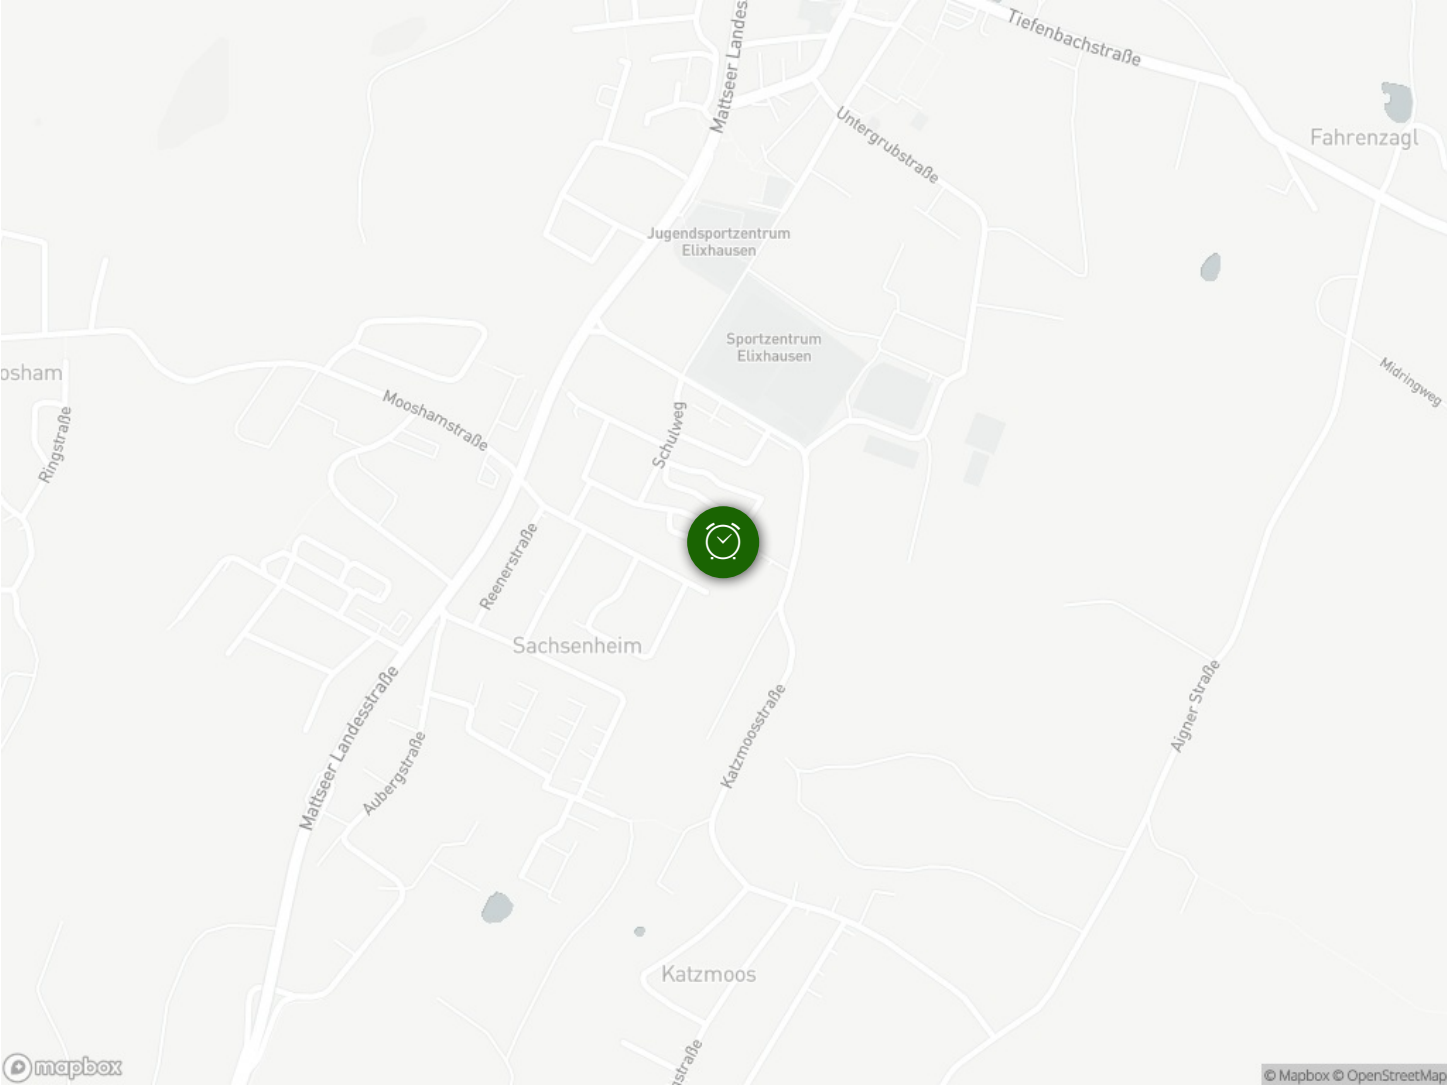 Tiefenbachstraße
Mattseer Landes
Untergrubstraße
Fahrenzagl
Jugendsportzentrum
Elixhausen
Sportzentrum
Elixhausen
osham
Midringweg
Mooshamstraße
Ringstraße
Schulweg
Reenerstraße
Sachsenheim
Mattseer Landesstraße
Aubergstraße
Katzmoosstraße
Aigner Straße
Katzmoos
nsstraße
mapbox
© Mapbox © OpenStreetMap